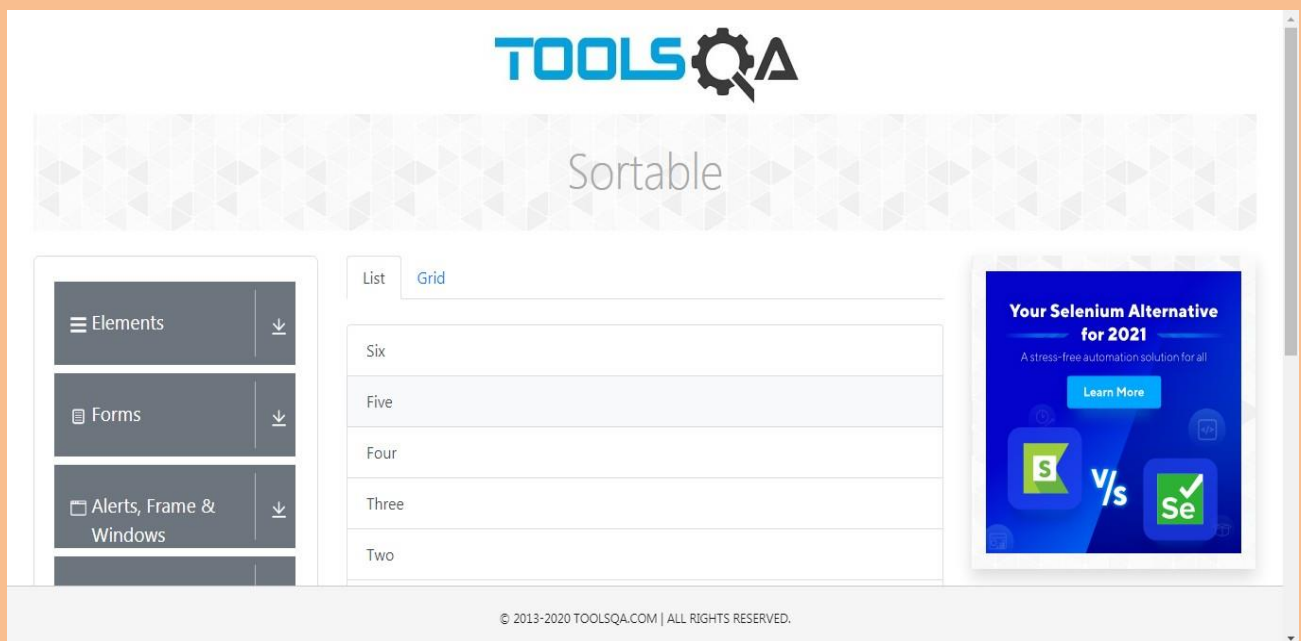 TOOLSQA
Sortable
Elements
Forms
Alerts, Frame &
Windows
List Grid
Six
Five
Four
Three
Two
Your Selenium Alternative
for 2021
A stress-free automation solution for all
Learn More
S
V/s
Se
</>
© 2013-2020 TOOLSQA.COM | ALL RIGHTS RESERVED.